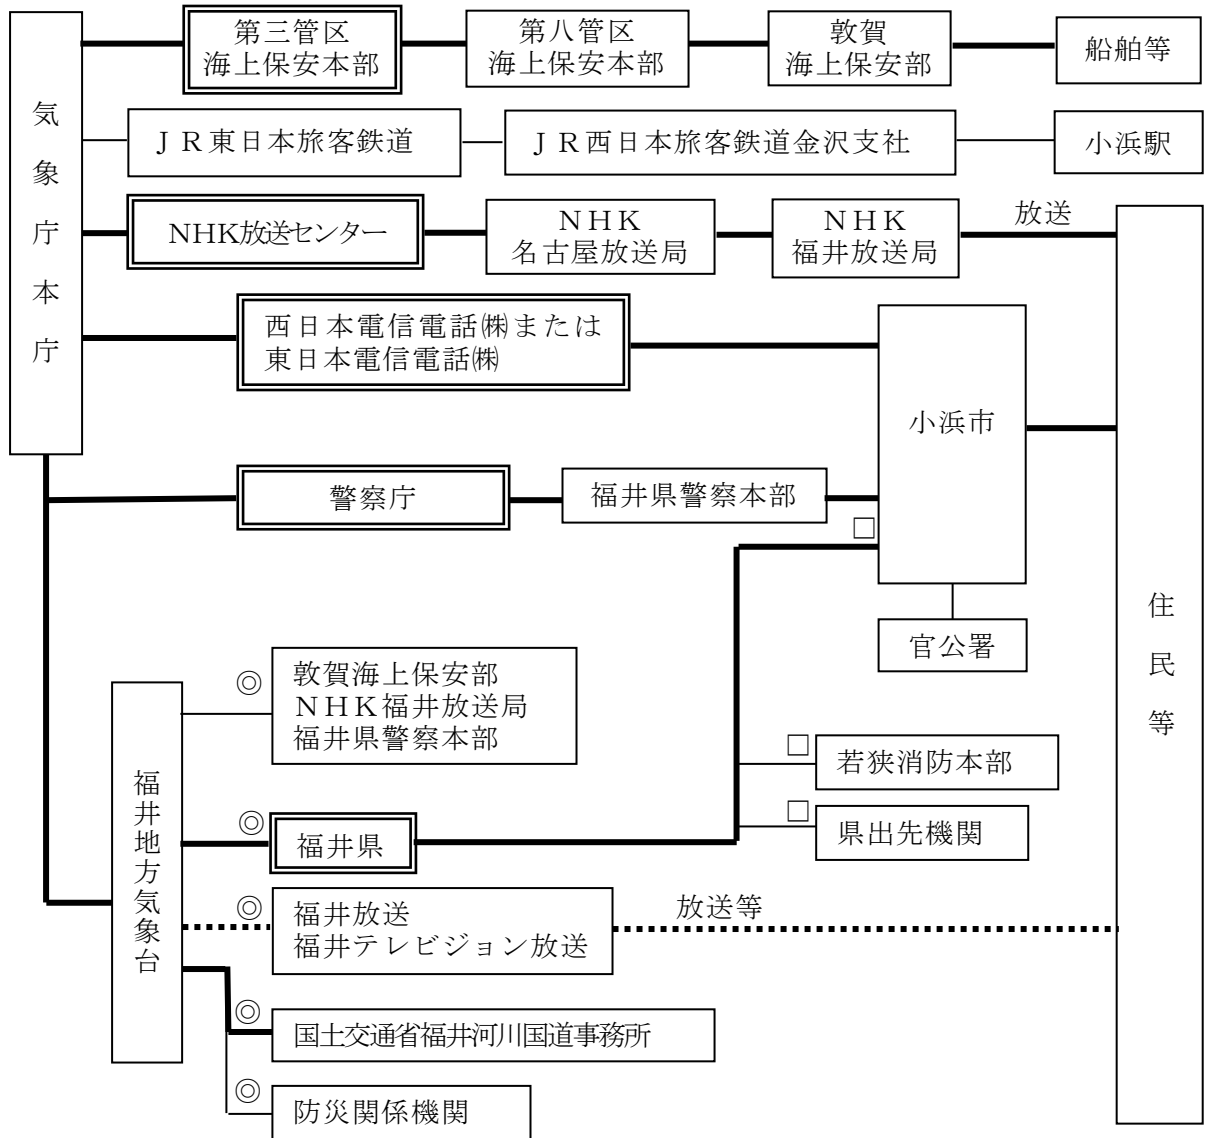 気象庁本庁
第三管区
海上保安本部
第八管区
海上保安本部
敦賀
海上保安部
船舶等
ＪＲ東日本旅客鉄道
ＪＲ西日本旅客鉄道金沢支社
小浜駅
NHK放送センター
ＮＨＫ
名古屋放送局
ＮＨＫ
福井放送局
放送
西日本電信電話㈱または
東日本電信電話㈱
小浜市
警察庁
福井県警察本部
□
官公署
住民等
福井地方気象台
◎
敦賀海上保安部
ＮＨＫ福井放送局
福井県警察本部
□
若狭消防本部
□
県出先機関
◎
福井県
◎
福井放送
福井テレビジョン放送
放送等
◎
国土交通省福井河川国道事務所
◎
防災関係機関